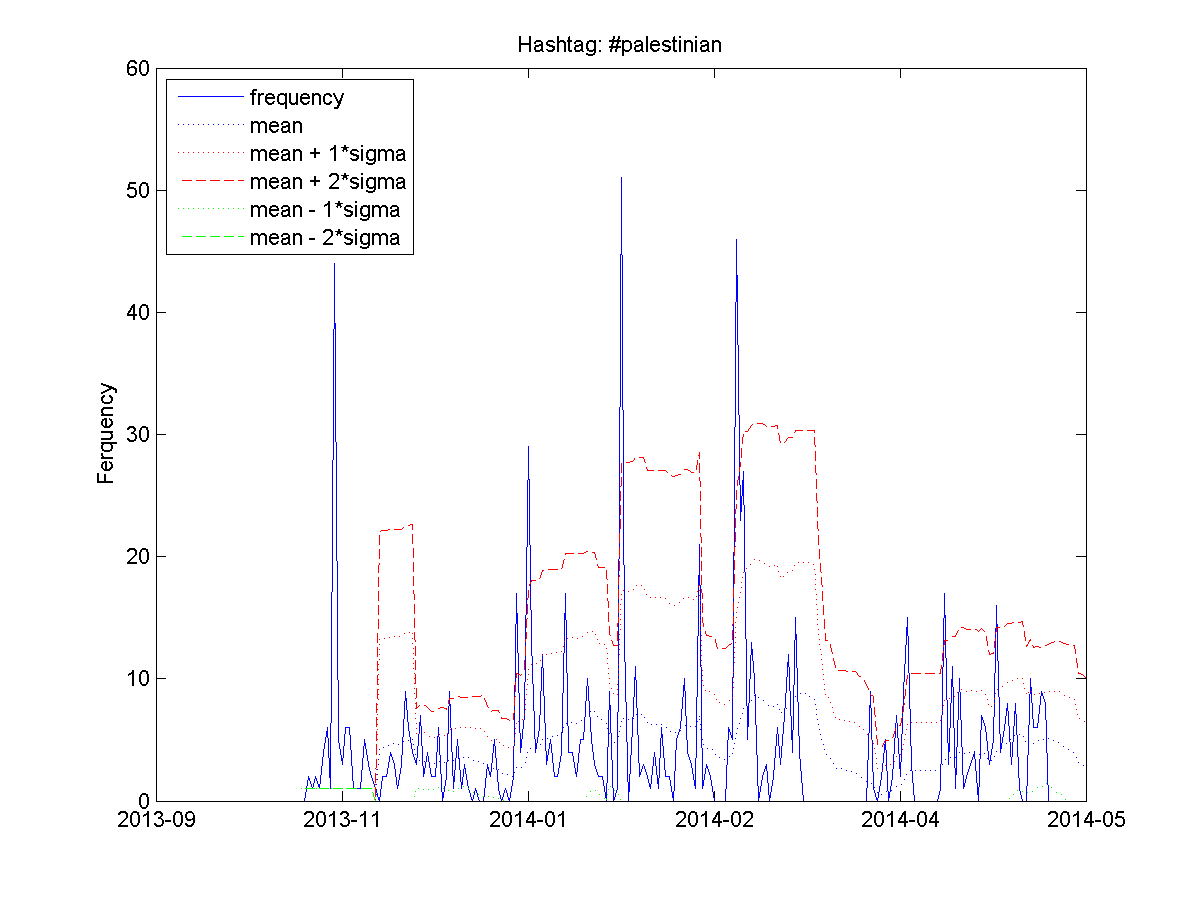 Hashtag: #palestinian
60
50
40
30
20
10
0
Ferquency
frequency
mean
mean + 1*sigma
mean + 2*sigma
mean - 1*sigma
mean - 2*sigma
2013-09 2013-11 2014-01 2014-02 2014-04 2014-05